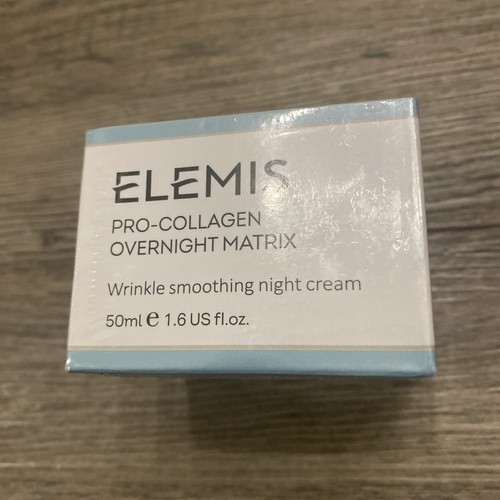 ELEMIS
PRO-COLLAGEN
OVERNIGHT MATRIX
Wrinkle smoothing night cream
50ml e 1.6 US fl.oz.